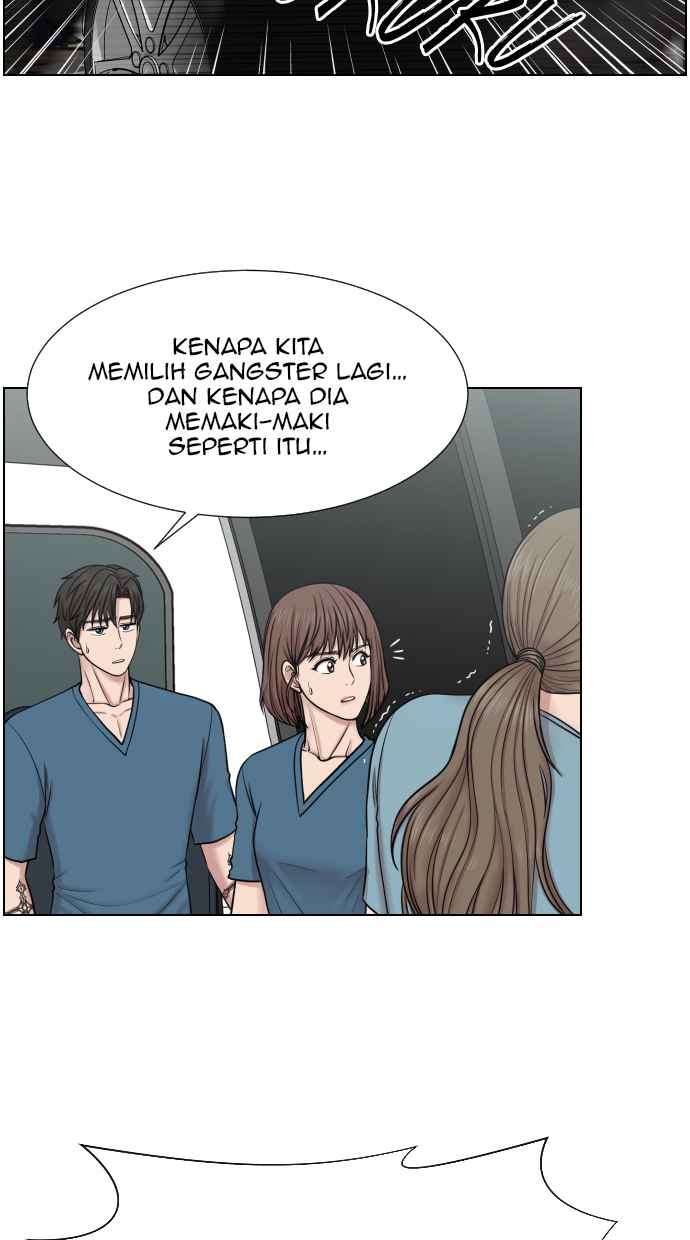 KENAPA KITA
MEMILIH GANGSTER LAGI...
DAN KENAPA DIA
MEMAKI-MAKI
SEPERTI ITU...